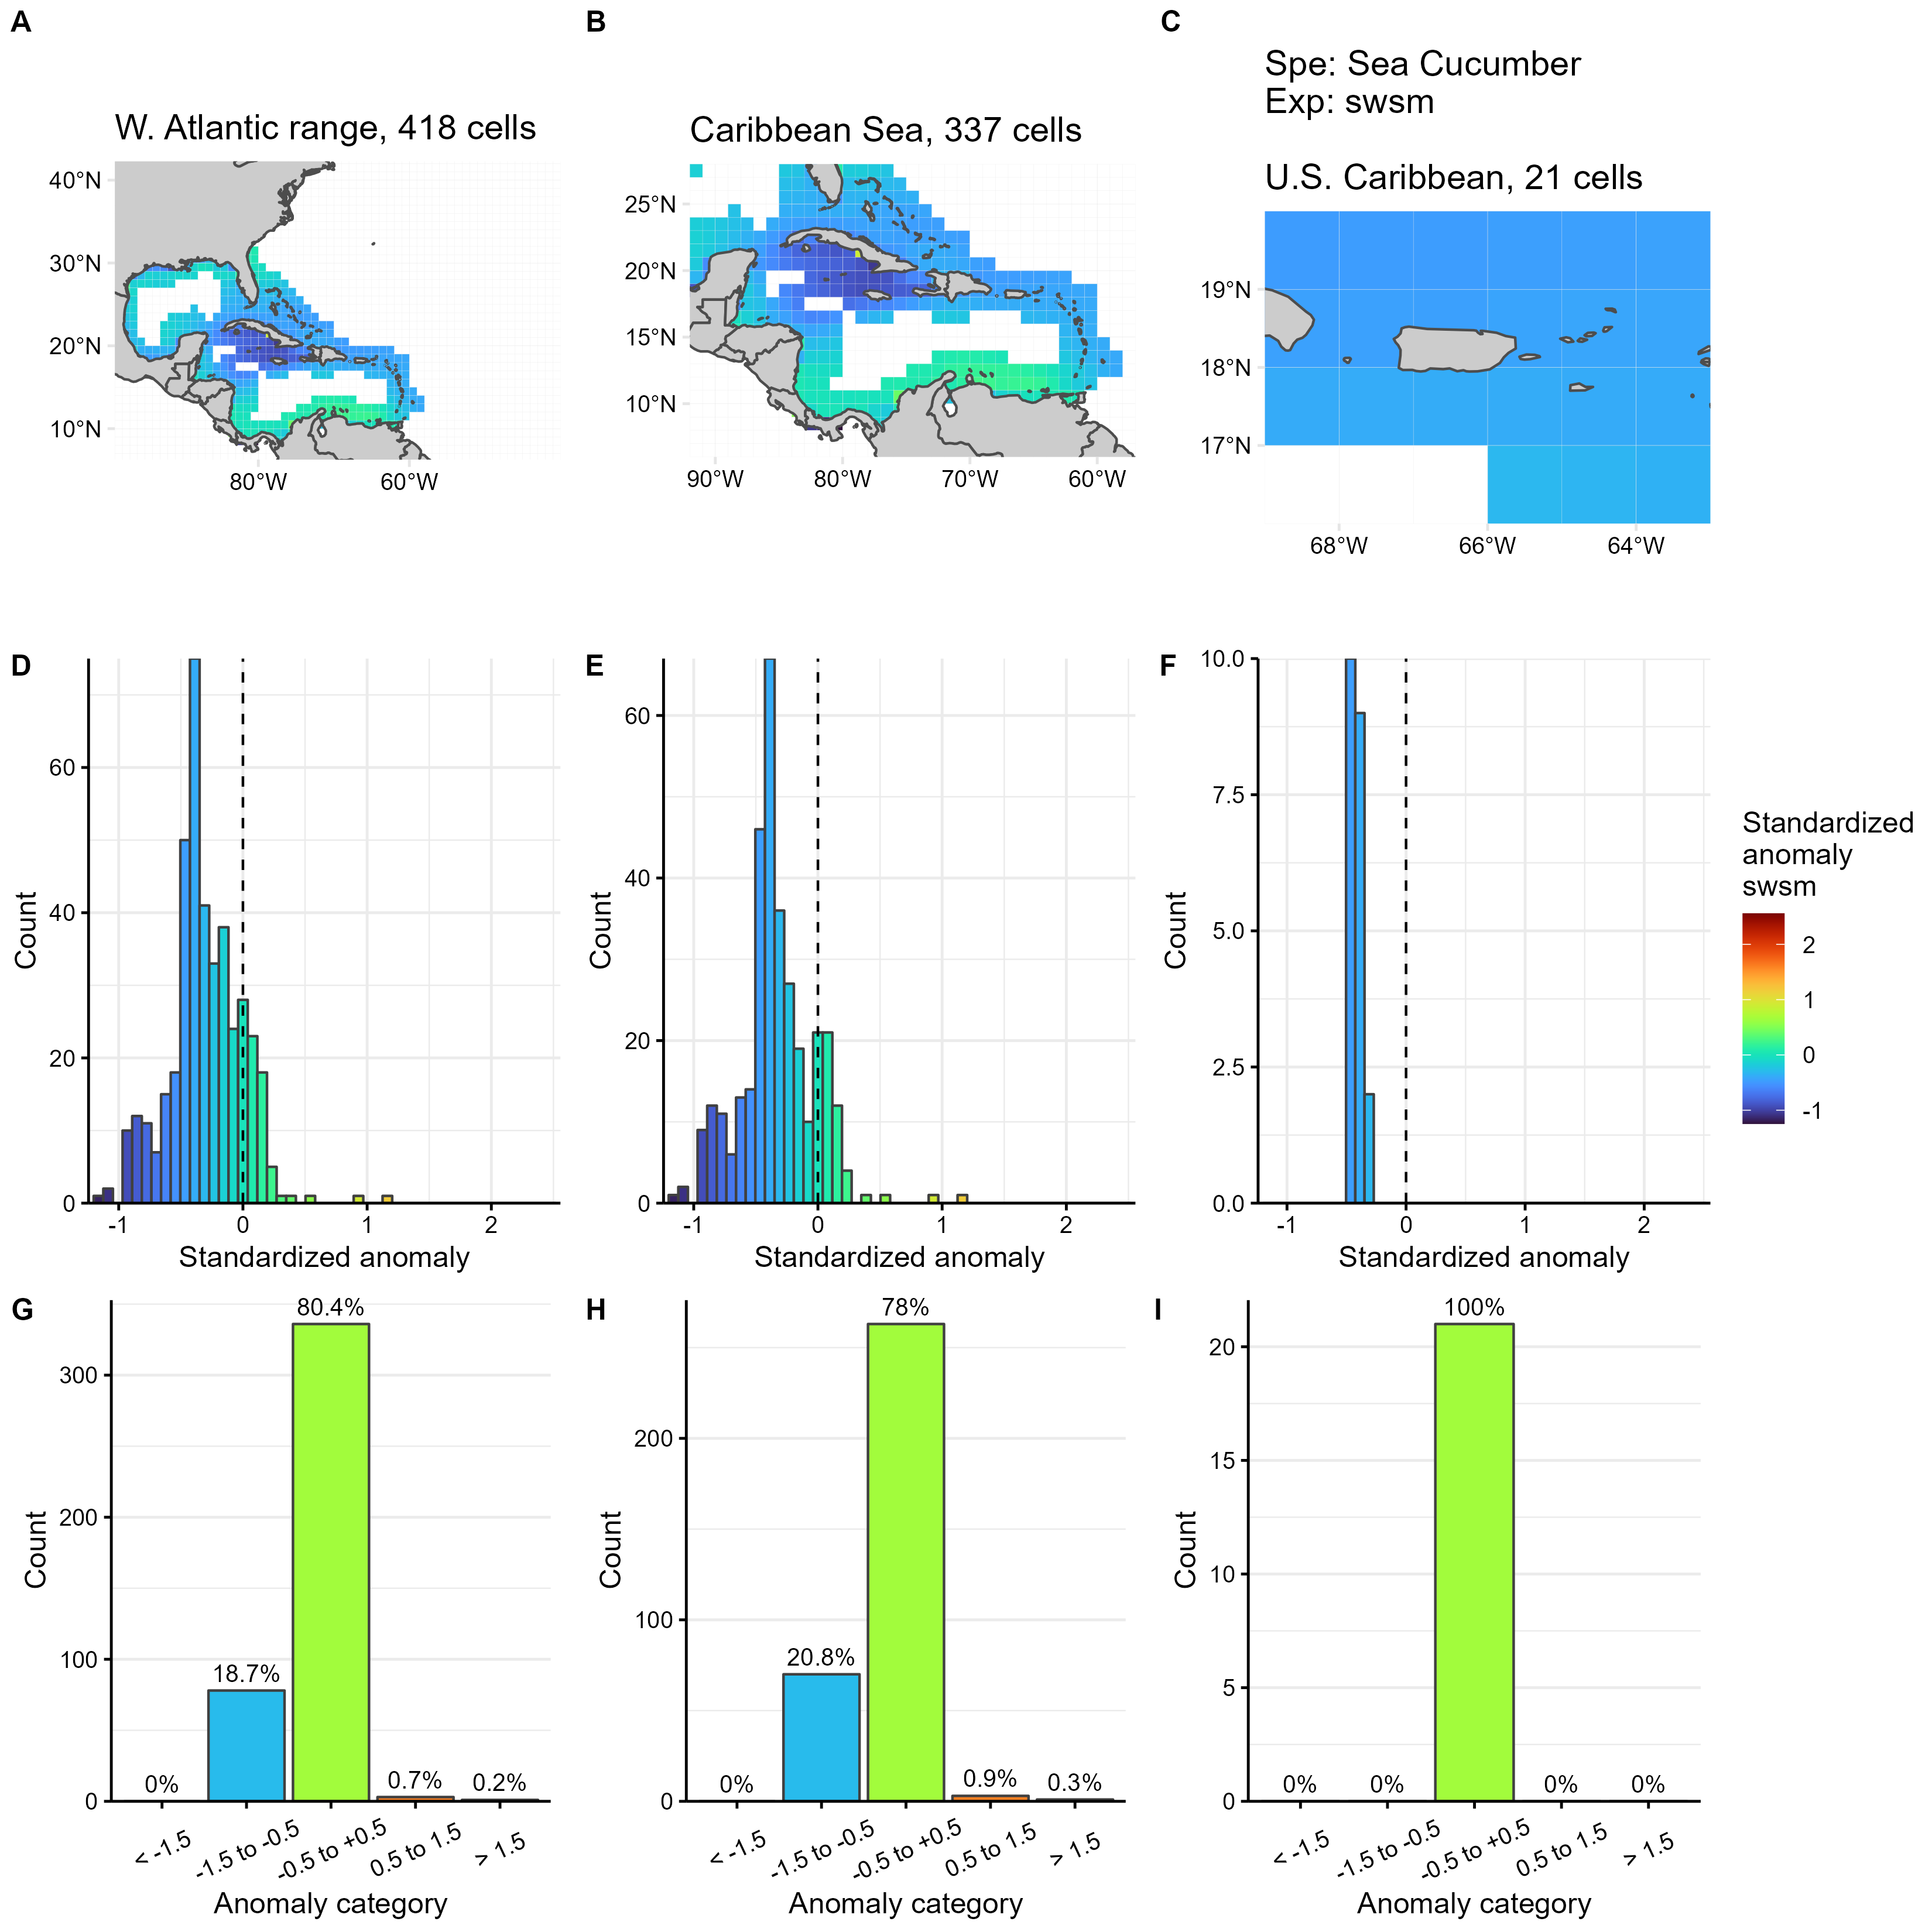 A
B
C
Spe: Sea Cucumber
Exp: swsm
W. Atlantic range, 418 cells
Caribbean Sea, 337 cells
U.S. Caribbean, 21 cells
40°N
30°N
20°N
10°N
80°W
60°W
25°N
20°N
15°N
10°N
90°W
80°W
70°W
60°W
19°N
18°N
17°N
68°W
66°W
64°W
D
Count
60
40
20
0
-1
0
1
2
Standardized anomaly
E
Count
60
40
20
0
-1
0
1
2
Standardized anomaly
F
Count
10.0
7.5
5.0
2.5
0.0
-1
0
1
2
Standardized anomaly
Standardized
anomaly
swsm
2
1
0
-1
G
Count
300
200
100
0
0%
18.7%
80.4%
0.7%
0.2%
< -1.5
-1.5 to -0.5
-0.5 to +0.5
0.5 to 1.5
> 1.5
Anomaly category
H
Count
200
100
0
0%
20.8%
78%
0.9%
0.3%
< -1.5
-1.5 to -0.5
-0.5 to +0.5
0.5 to 1.5
> 1.5
Anomaly category
I
Count
20
15
10
5
0
0%
0%
100%
0%
0%
< -1.5
-1.5 to -0.5
-0.5 to +0.5
0.5 to 1.5
> 1.5
Anomaly category